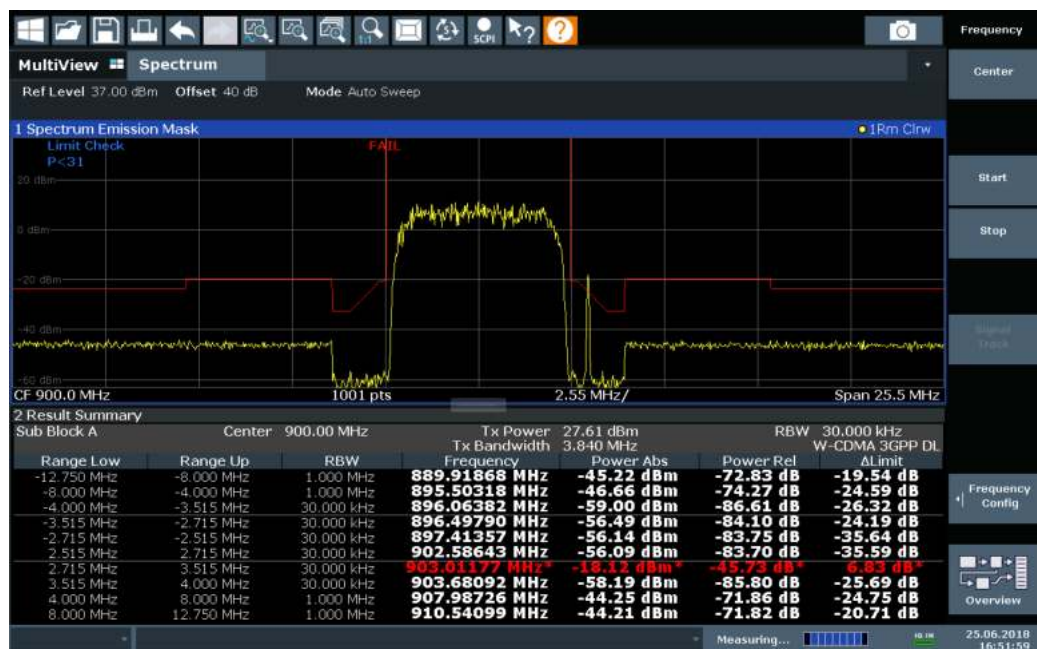 SCPI
1:1
Frequency
MultiView Spectrum
Center
Ref Level 37.00 dBm Offset 40 dB Mode Auto Sweep
1 Spectrum Emission Mask 1Rm Clrw
Limit Check FAIL
P<31
20 dBm
Start
0 dBm
Stop
-20 dBm
-40 dBm
Signal
Track
-60 dBm
CF 900.0 MHz 1001 pts 2.55 MHz/ Span 25.5 MHz
2 Result Summary
Sub Block A Center 900.00 MHz Tx Power 27.61 dBm RBW 30.000 kHz
Tx Bandwidth 3.840 MHz W-CDMA 3GPP DL
Range Low Range Up RBW Frequency Power Abs Power Rel ΔLimit
-12.750 MHz -8.000 MHz 1.000 MHz 889.91868 MHz -45.22 dBm -72.83 dB -19.54 dB
-8.000 MHz -4.000 MHz 1.000 MHz 895.50318 MHz -46.66 dBm -74.27 dB -24.59 dB
-4.000 MHz -3.515 MHz 30.000 kHz 896.06382 MHz -59.00 dBm -86.61 dB -26.32 dB
-3.515 MHz -2.715 MHz 30.000 kHz 896.49790 MHz -56.49 dBm -84.10 dB -24.19 dB
-2.715 MHz -2.515 MHz 30.000 kHz 897.41357 MHz -56.14 dBm -83.75 dB -35.64 dB
2.515 MHz 2.715 MHz 30.000 kHz 902.58643 MHz -56.09 dBm -83.70 dB -35.59 dB
2.715 MHz 3.515 MHz 30.000 kHz 903.01177 MHz* -18.12 dBm* -45.73 dB* 6.83 dB*
3.515 MHz 4.000 MHz 30.000 kHz 903.68092 MHz -58.19 dBm -85.80 dB -25.69 dB
4.000 MHz 8.000 MHz 1.000 MHz 907.98726 MHz -44.25 dBm -71.86 dB -24.75 dB
8.000 MHz 12.750 MHz 1.000 MHz 910.54099 MHz -44.21 dBm -71.82 dB -20.71 dB
Frequency
Config
Overview
Measuring...
25.06.2018
16:51:59